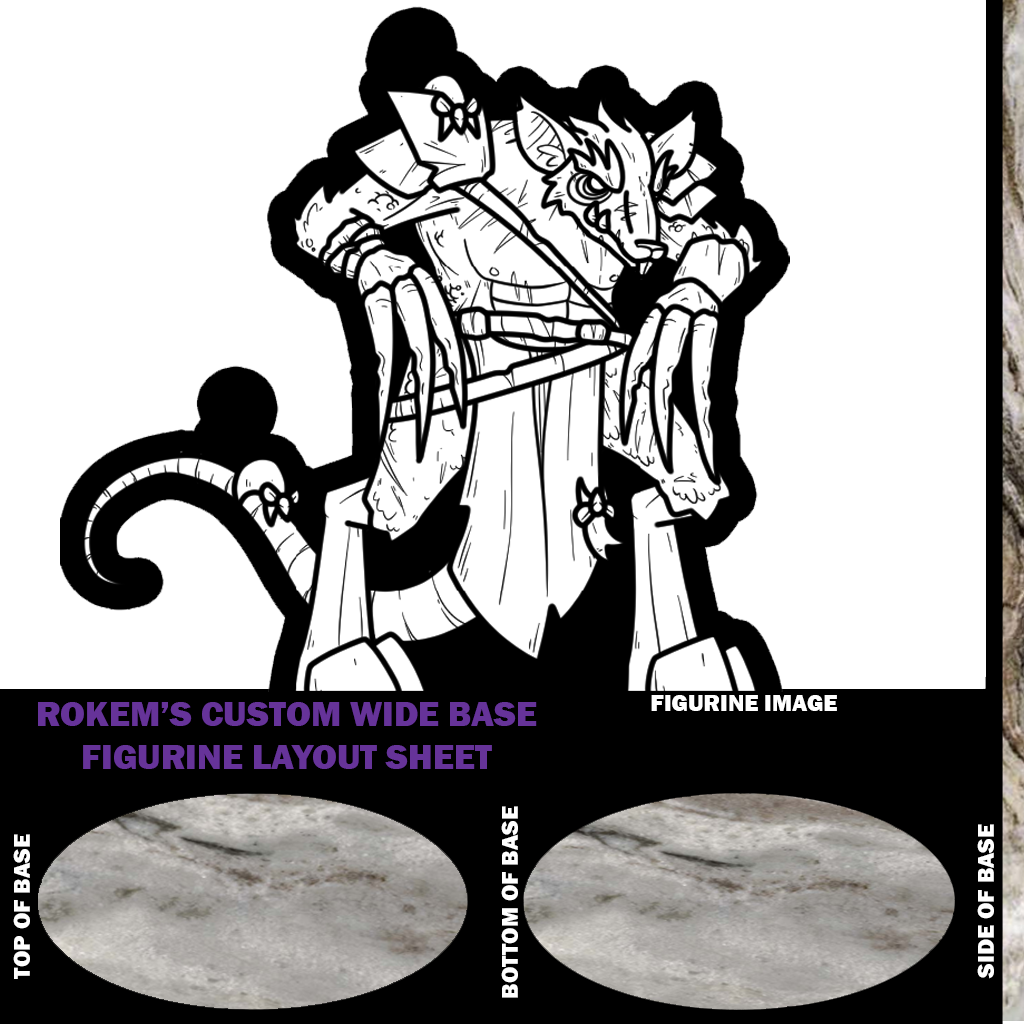 ROKEM'S CUSTOM WIDE BASE
FIGURINE LAYOUT SHEET
FIGURINE IMAGE
TOP OF BASE
BOTTOM OF BASE
SIDE OF BASE